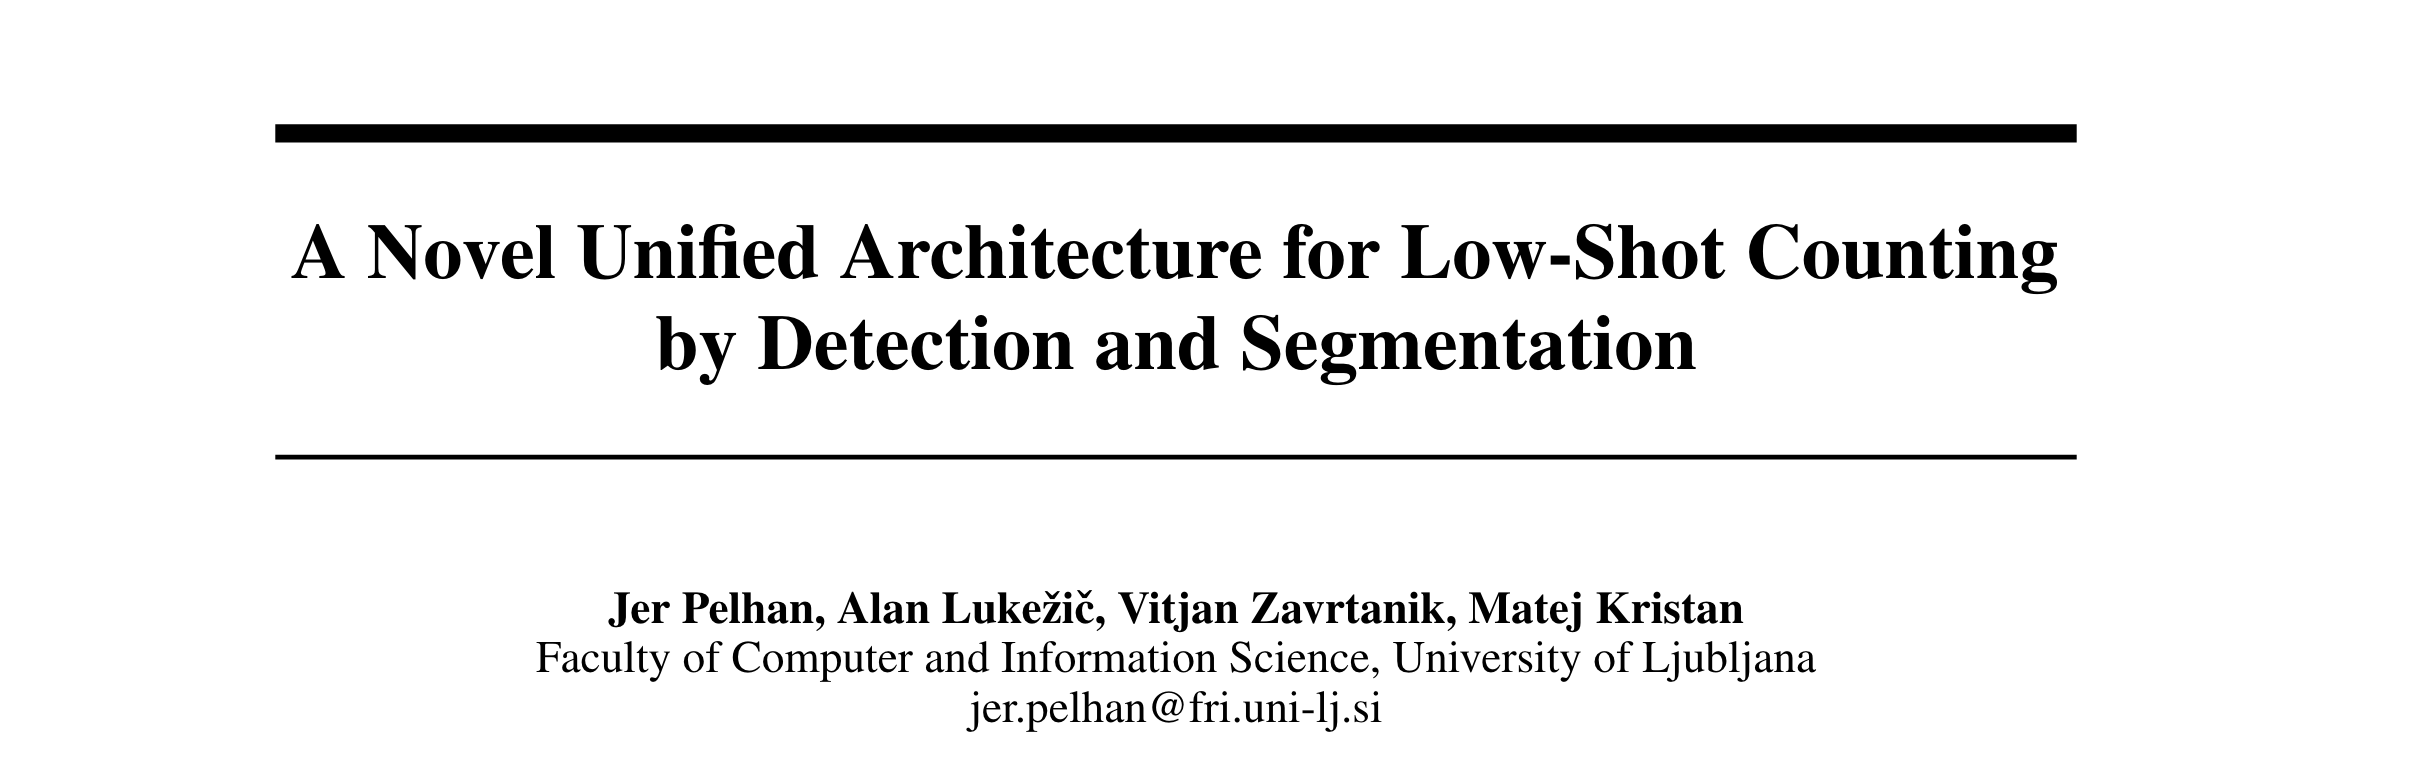 A Novel Unified Architecture for Low-Shot Counting
by Detection and Segmentation
Jer Pelhan, Alan Lukežič, Vitjan Zavrtanik, Matej Kristan
Faculty of Computer and Information Science, University of Ljubljana
jer.pelhan@fri.uni-lj.si